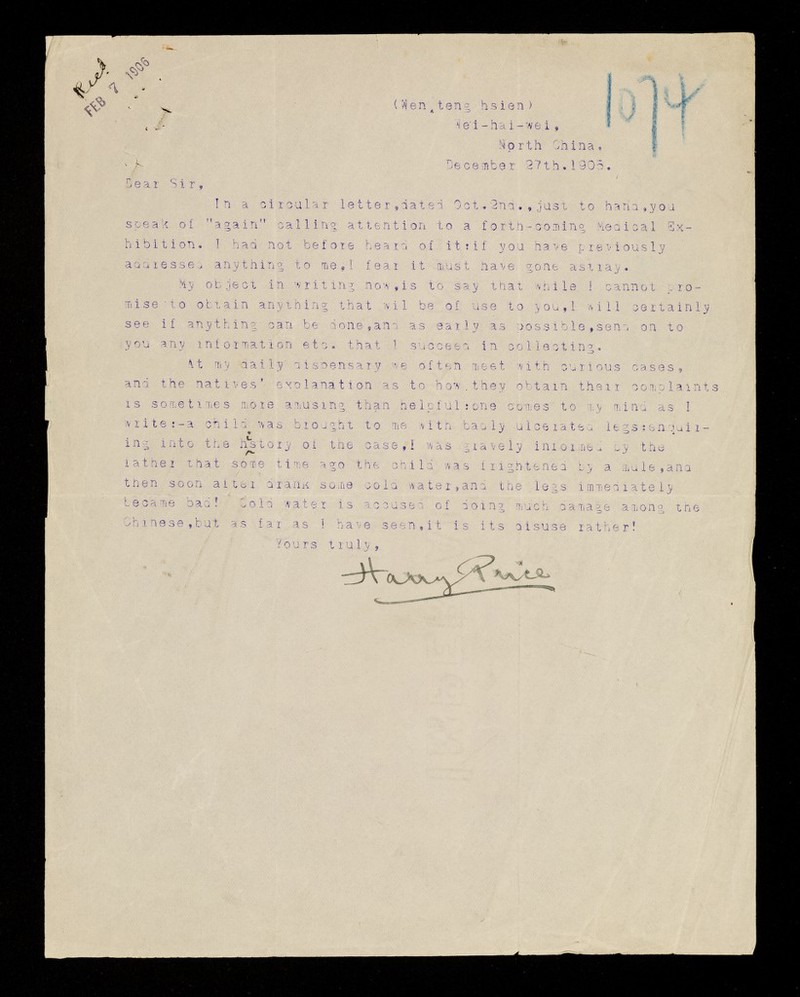 Recd
FEB 7 1906
1074
(Wen teng hsien)
Wei-hai-wei,
North China.
December 27th.1905.
Dear Sir,
In a circular letter,dated Oct.2nd.,just to hand,you
speak of "again" calling attention to a forth-coming Medical Ex-
hibition. I had not before heard of it:if you have previously
addressed anything to me,I fear it must have gone astray.
My object in writing now,is to say that while I cannot pro-
mise to obtain anything that wil be of use to you,I will certainly
see if anything can be done,and as early as possible,send on to
you any information etc. that I succeed in collecting.
At my daily dispensary we often meet with curious cases,
and the natives' explanation as to how they obtain their complaints
is sometimes more amusing than helpful:one comes to my mind as I
write:-a child was brought to me with badly ulcerated legs:enquir-
ing into the history of the case,I was gravely informed by the
father that some time ago the child was frightened by a mule,and
then soon after drank some cold water,and the legs immediately
became bad! Cold water is accused of doing much damage among the
Chinese,but as far as I have seen,it is its disuse rather!
Yours truly,
Harry Price